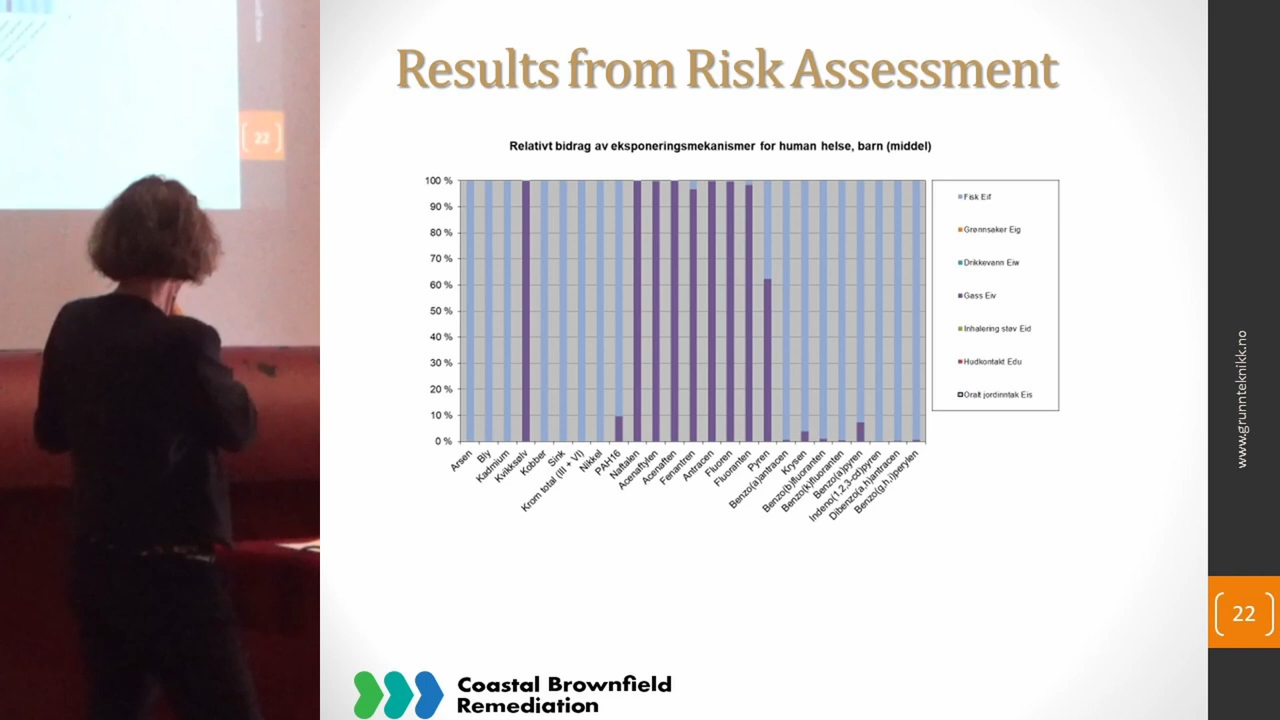 22
Results from Risk Assessment
Relativt bidrag av eksponeringsmekanismer for human helse, barn (middel)
100 %
90 %
80 %
70 %
60 %
50 %
40 %
30 %
20 %
10 %
0 %
Arsen
Bly
Kadmium
Kvikksølv
Kobber
Sink
Krom total (III + VI)
Nikkel
PAH16
Naftalen
Acenaftylen
Acenaften
Fenantren
Antracen
Fluoren
Fluoranten
Pyren
Benzo(a)antracen
Krysen
Benzo(b)fluoranten
Benzo(k)fluoranten
Benzo(a)pyren
Indeno(1,2,3-cd)pyren
Dibenzo(a,h)antracen
Benzo(g,h,i)perylen
Fisk Eif
Grønnsaker Eig
Drikkevann Eiw
Gass Eiv
Inhalering støv Eid
Hudkontakt Edu
Oralt jordinntak Eis
www.grunnteknikk.no
22
Coastal Brownfield
Remediation